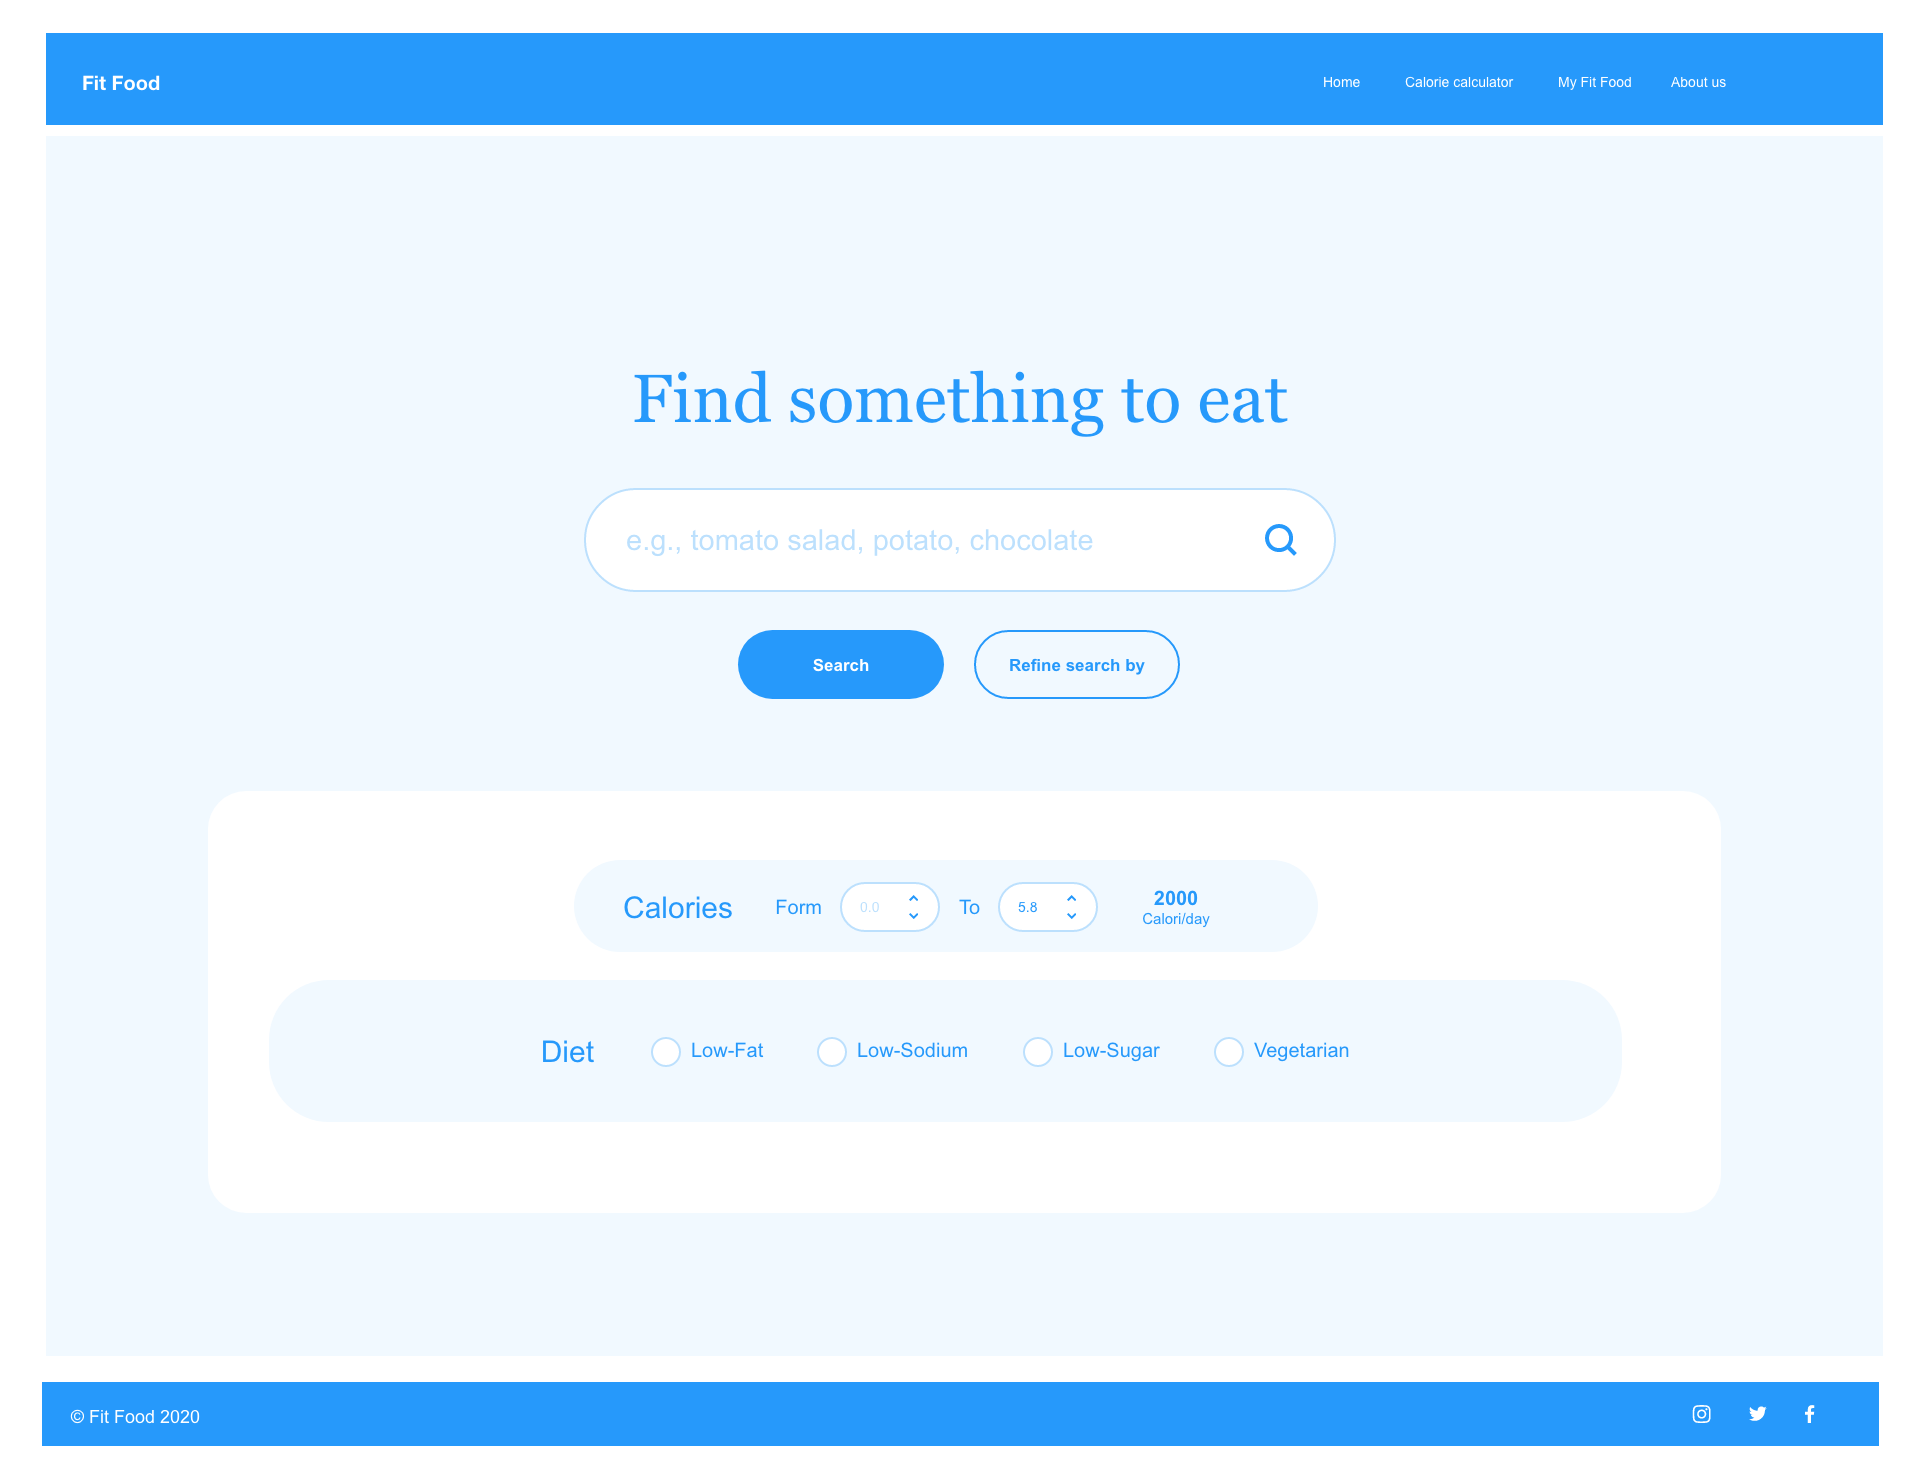 Fit Food
Home Calorie calculator My Fit Food About us
Find something to eat
e.g., tomato salad, potato, chocolate
Search Refine search by
Calories Form 0.0 To 5.8 2000
Calori/day
Diet Low-Fat Low-Sodium Low-Sugar Vegetarian
© Fit Food 2020